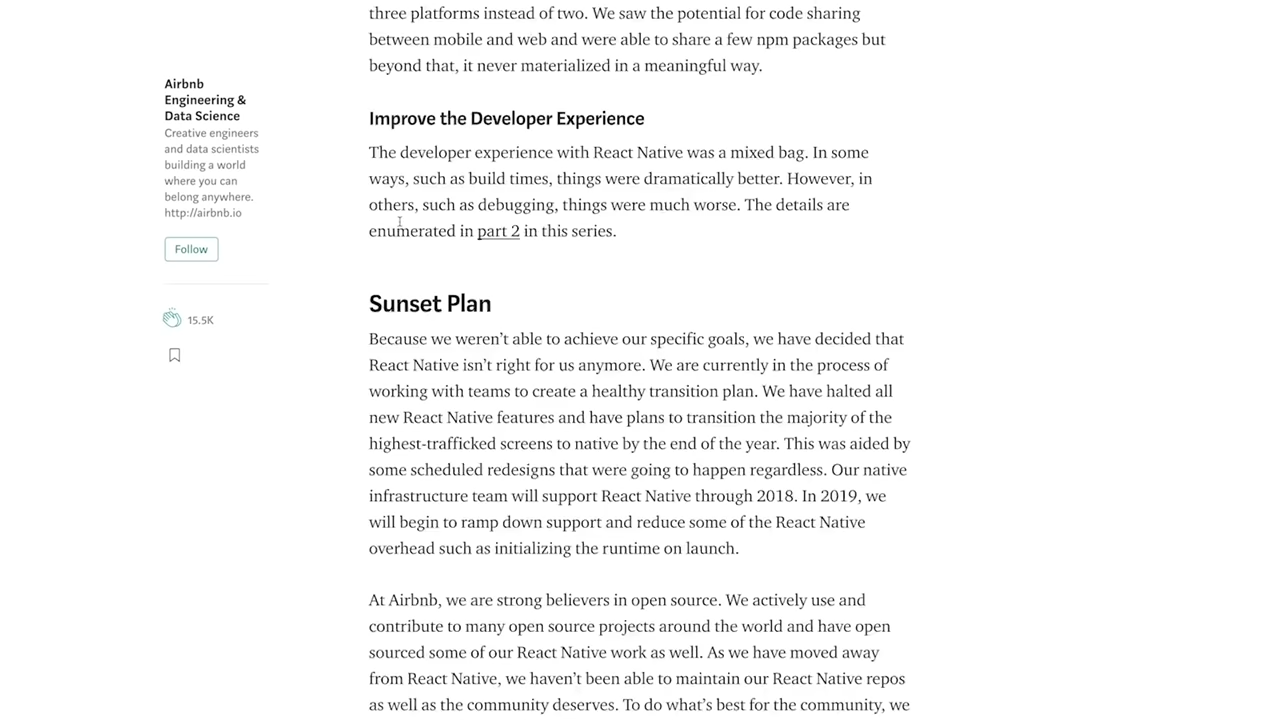 three platforms instead of two. We saw the potential for code sharing
between mobile and web and were able to share a few npm packages but
beyond that, it never materialized in a meaningful way.
Airbnb
Engineering &
Data Science
Creative engineers
and data scientists
building a world
where you can
belong anywhere.
http://airbnb.io
Follow
15.5K
Improve the Developer Experience
The developer experience with React Native was a mixed bag. In some
ways, such as build times, things were dramatically better. However, in
others, such as debugging, things were much worse. The details are
enumerated in part 2 in this series.
Sunset Plan
Because we weren’t able to achieve our specific goals, we have decided that
React Native isn’t right for us anymore. We are currently in the process of
working with teams to create a healthy transition plan. We have halted all
new React Native features and have plans to transition the majority of the
highest-trafficked screens to native by the end of the year. This was aided by
some scheduled redesigns that were going to happen regardless. Our native
infrastructure team will support React Native through 2018. In 2019, we
will begin to ramp down support and reduce some of the React Native
overhead such as initializing the runtime on launch.
At Airbnb, we are strong believers in open source. We actively use and
contribute to many open source projects around the world and have open
sourced some of our React Native work as well. As we have moved away
from React Native, we haven’t been able to maintain our React Native repos
as well as the community deserves. To do what’s best for the community, we